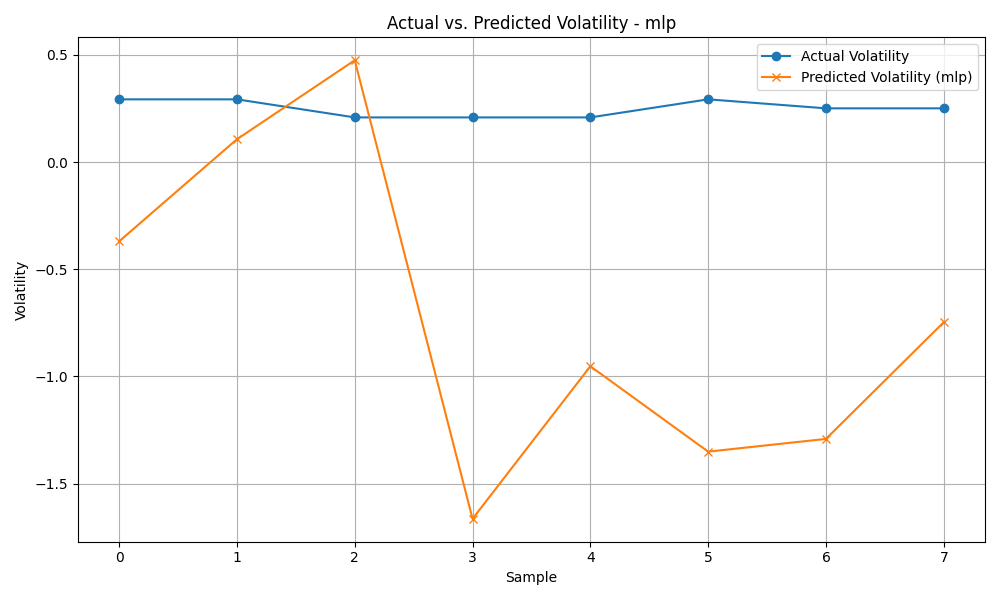 Actual vs. Predicted Volatility - mlp
Actual Volatility
Predicted Volatility (mlp)
Volatility
0.5
0.0
−0.5
−1.0
−1.5
0 1 2 3 4 5 6 7
Sample